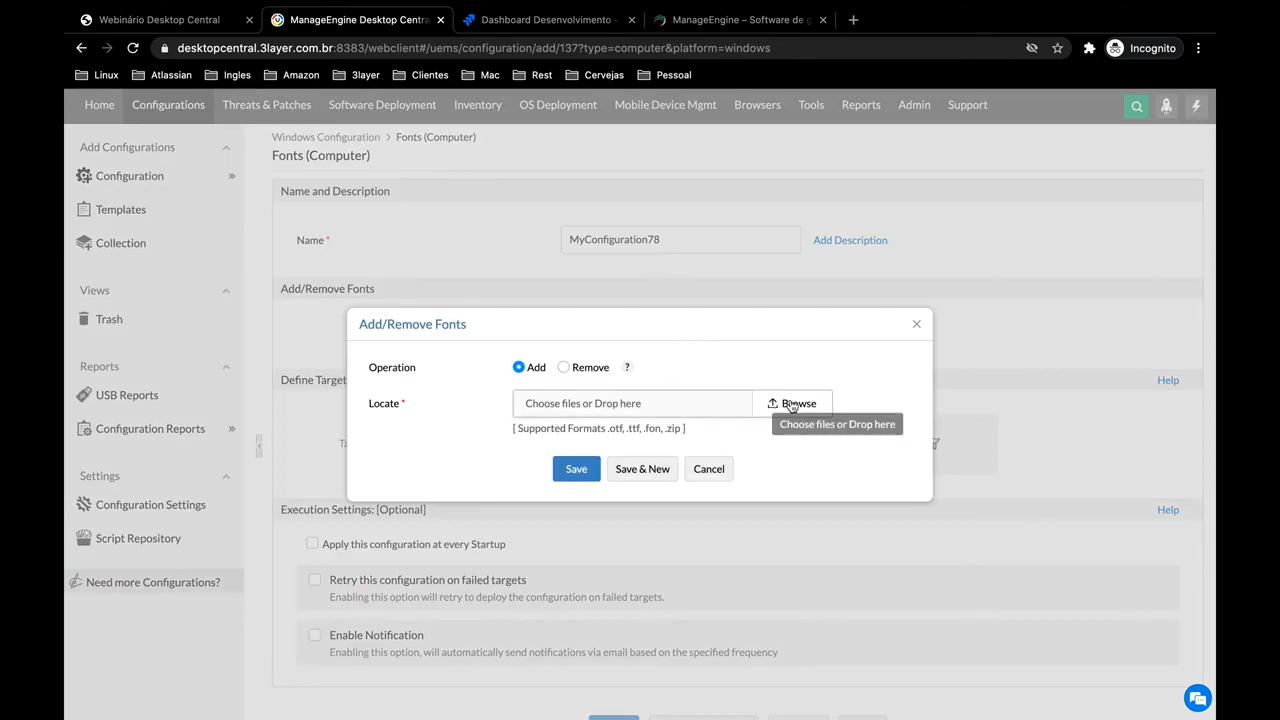 Webinário Desktop Central
ManageEngine Desktop Centra
Dashboard Desenvolvimento -
ManageEngine – Software de g
desktopcentral.3layer.com.br:8383/webclient#/uems/configuration/add/137?type=computer&platform=windows
Incognito
Linux Atlassian Ingles Amazon 3layer Clientes Mac Rest Cervejas Pessoal
Home Configurations Threats & Patches Software Deployment Inventory OS Deployment Mobile Device Mgmt Browsers Tools Reports Admin Support
Add Configurations
Configuration »
Templates
Collection
Views
Trash
Reports
USB Reports
Configuration Reports »
Settings
Configuration Settings
Script Repository
Need more Configurations?
Windows Configuration > Fonts (Computer)
Fonts (Computer)
Name and Description
Name * MyConfiguration78 Add Description
Add/Remove Fonts
Add/Remove Fonts ×
Operation Add Remove ?
Locate * Choose files or Drop here Browse
Choose files or Drop here
[ Supported Formats .otf, .ttf, .fon, .zip ]
Save Save & New Cancel
Define Target Help
Ta
Execution Settings: [Optional] Help
Apply this configuration at every Startup
Retry this configuration on failed targets
Enabling this option will retry to deploy the configuration on failed targets.
Enable Notification
Enabling this option, will automatically send notifications via email based on the specified frequency